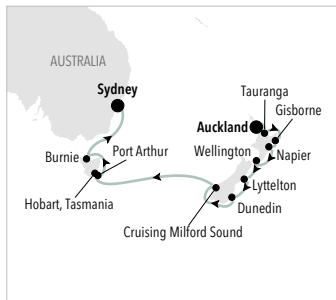 AUSTRALIA
Sydney
Tauranga
Gisborne
Auckland
Burnie
Port Arthur
Wellington
Napier
Hobart, Tasmania
Lyttelton
Dunedin
Cruising Milford Sound